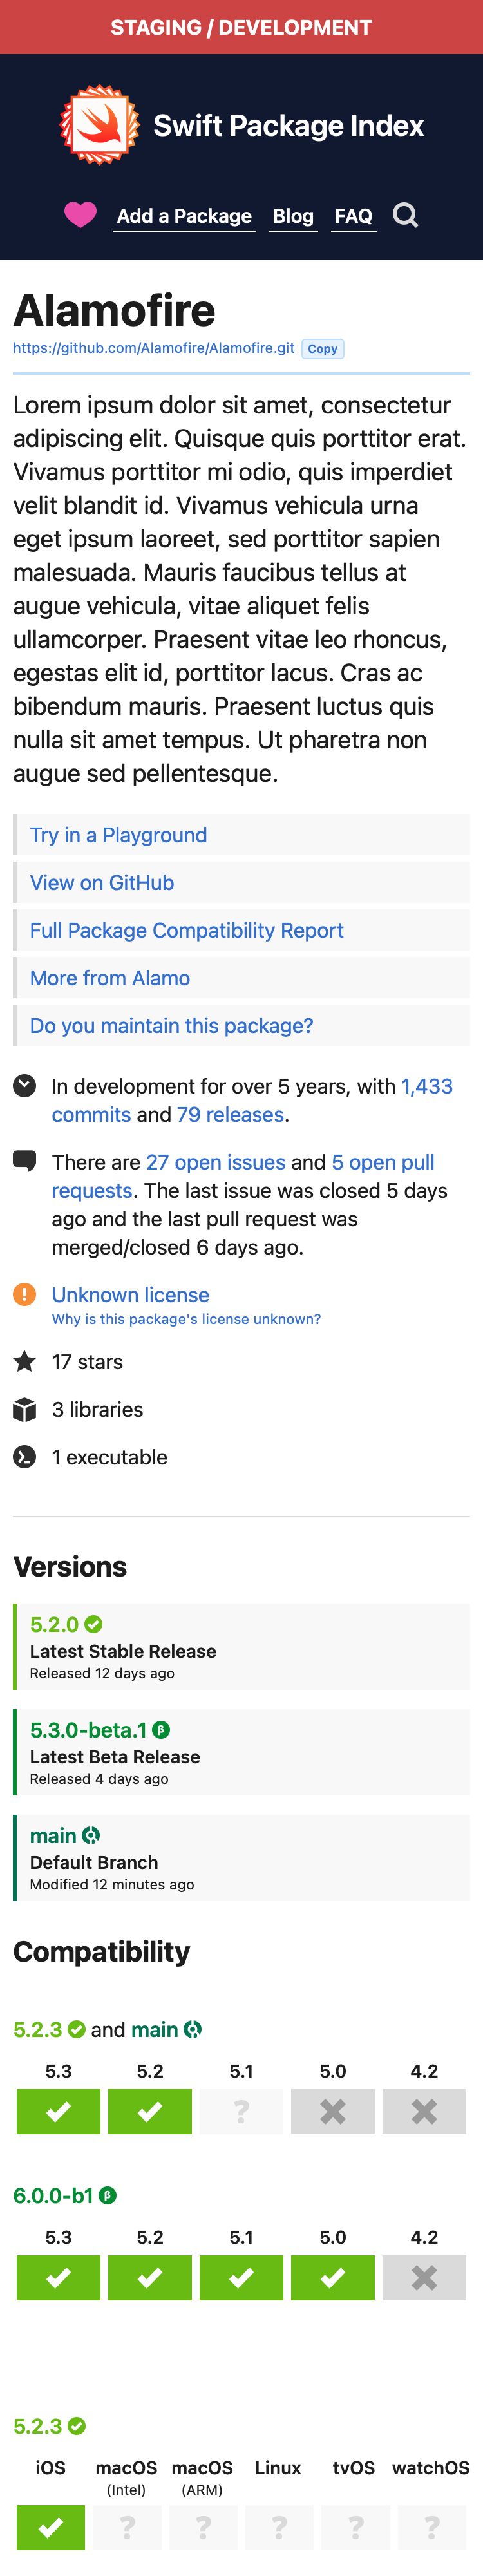 STAGING / DEVELOPMENT
Swift Package Index
Add a Package Blog FAQ
Alamofire
https://github.com/Alamofire/Alamofire.git Copy
Lorem ipsum dolor sit amet, consectetur
adipiscing elit. Quisque quis porttitor erat.
Vivamus porttitor mi odio, quis imperdiet
velit blandit id. Vivamus vehicula urna
eget ipsum laoreet, sed porttitor sapien
malesuada. Mauris faucibus tellus at
augue vehicula, vitae aliquet felis
ullamcorper. Praesent vitae leo rhoncus,
egestas elit id, porttitor lacus. Cras ac
bibendum mauris. Praesent luctus quis
nulla sit amet tempus. Ut pharetra non
augue sed pellentesque.
Try in a Playground
View on GitHub
Full Package Compatibility Report
More from Alamo
Do you maintain this package?
In development for over 5 years, with 1,433
commits and 79 releases.
There are 27 open issues and 5 open pull
requests. The last issue was closed 5 days
ago and the last pull request was
merged/closed 6 days ago.
Unknown license
Why is this package's license unknown?
17 stars
3 libraries
1 executable
Versions
5.2.0
Latest Stable Release
Released 12 days ago
5.3.0-beta.1 β
Latest Beta Release
Released 4 days ago
main
Default Branch
Modified 12 minutes ago
Compatibility
5.2.3 and main
5.3 5.2 5.1 5.0 4.2
?
6.0.0-b1 β
5.3 5.2 5.1 5.0 4.2
5.2.3
iOS macOS macOS Linux tvOS watchOS
(Intel) (ARM)
? ? ? ? ?